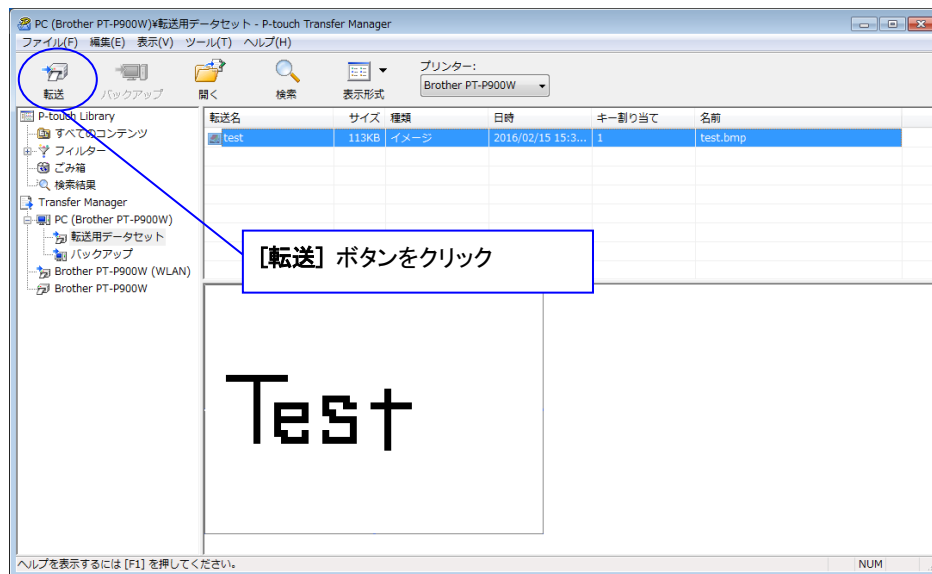 PC (Brother PT-P900W)¥転送用データセット - P-touch Transfer Manager
ファイル(F) 編集(E) 表示(V) ツール(T) ヘルプ(H)
転送 バックアップ 開く 検索 表示形式
プリンター:
Brother PT-P900W
P-touch Library
すべてのコンテンツ
フィルター
ごみ箱
検索結果
Transfer Manager
PC (Brother PT-P900W)
転送用データセット
バックアップ
Brother PT-P900W (WLAN)
Brother PT-P900W
転送名 サイズ 種類 日時 キー割り当て 名前
test 113KB イメージ 2016/02/15 15:3... 1 test.bmp
[転送] ボタンをクリック
Test
ヘルプを表示するには [F1] を押してください。 NUM